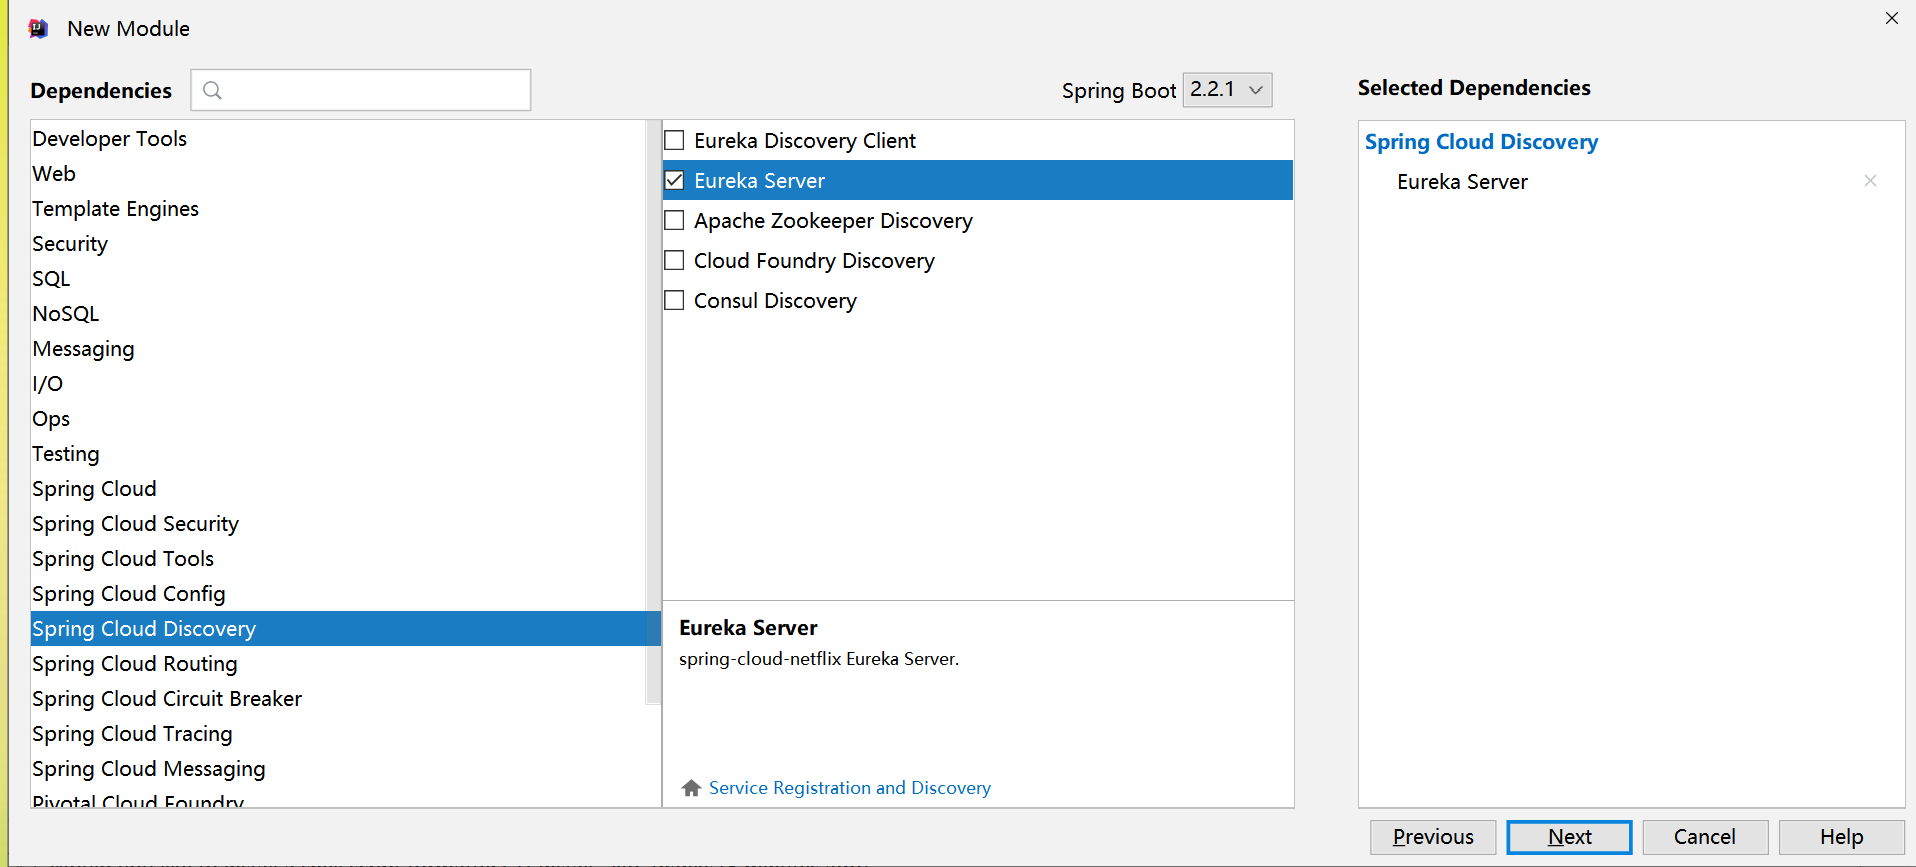 New Module
Dependencies
Spring Boot 2.2.1
Selected Dependencies
Developer Tools
Web
Template Engines
Security
SQL
NoSQL
Messaging
I/O
Ops
Testing
Spring Cloud
Spring Cloud Security
Spring Cloud Tools
Spring Cloud Config
Spring Cloud Discovery
Spring Cloud Routing
Spring Cloud Circuit Breaker
Spring Cloud Tracing
Spring Cloud Messaging
Pivotal Cloud Foundry
Eureka Discovery Client
Eureka Server
Apache Zookeeper Discovery
Cloud Foundry Discovery
Consul Discovery
Eureka Server
spring-cloud-netflix Eureka Server.
Service Registration and Discovery
Spring Cloud Discovery
Eureka Server
Previous
Next
Cancel
Help